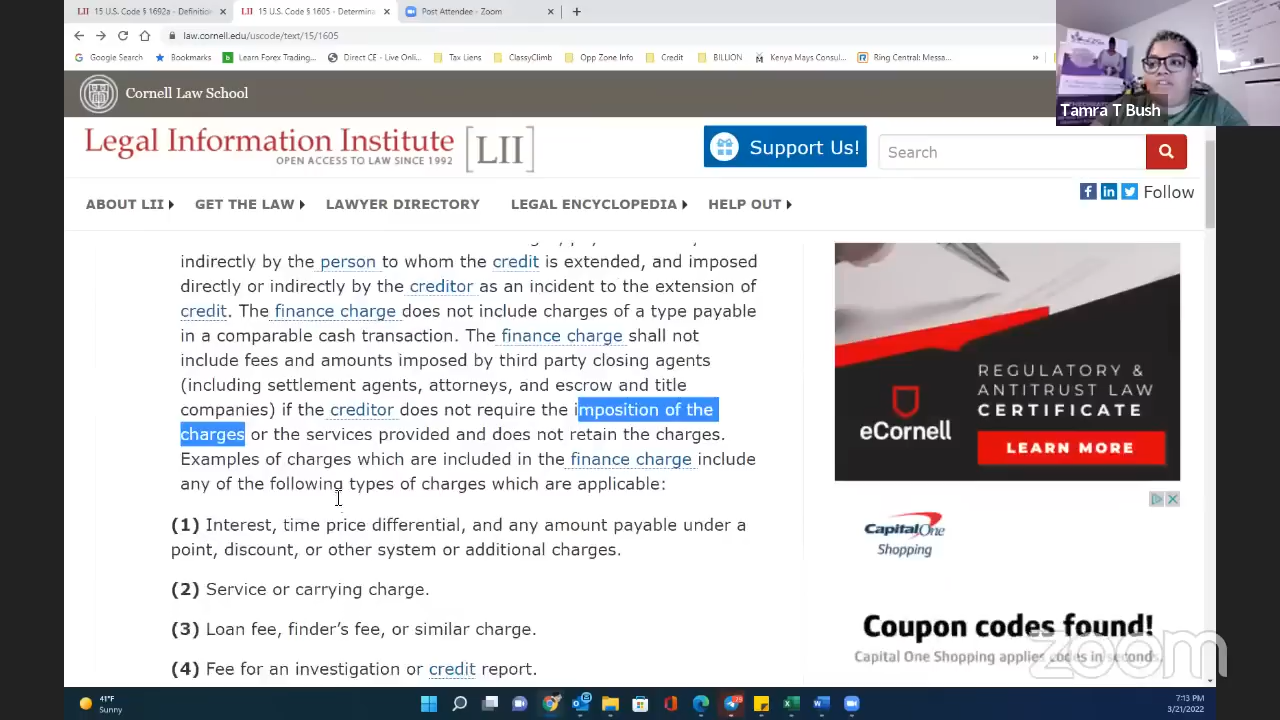 15 U.S. Code § 1692a - Definition
15 U.S. Code § 1605 - Determina
Post Attendee - Zoom
law.cornell.edu/uscode/text/15/1605
Google Search
Bookmarks
Learn Forex Trading...
Direct CE - Live Onli...
Tax Liens
ClassyClimb
Opp Zone Info
Credit
BILLION
Kenya Mays Consul...
Ring Central: Messa...
Tamra T Bush
Cornell Law School
Legal Information Institute
OPEN ACCESS TO LAW SINCE 1992
[LII]
Support Us!
Search
ABOUT LII
GET THE LAW
LAWYER DIRECTORY
LEGAL ENCYCLOPEDIA
HELP OUT
Follow
indirectly by the person to whom the credit is extended, and imposed
directly or indirectly by the creditor as an incident to the extension of
credit. The finance charge does not include charges of a type payable
in a comparable cash transaction. The finance charge shall not
include fees and amounts imposed by third party closing agents
(including settlement agents, attorneys, and escrow and title
companies) if the creditor does not require the imposition of the
charges or the services provided and does not retain the charges.
Examples of charges which are included in the finance charge include
any of the following types of charges which are applicable:
(1) Interest, time price differential, and any amount payable under a
point, discount, or other system or additional charges.
(2) Service or carrying charge.
(3) Loan fee, finder's fee, or similar charge.
(4) Fee for an investigation or credit report.
REGULATORY &
ANTITRUST LAW
CERTIFICATE
eCornell
LEARN MORE
CapitalOne
Shopping
Coupon codes found!
Capital One Shopping applies codes in seconds,
zoom
41°F
Sunny
7:13 PM
3/21/2022